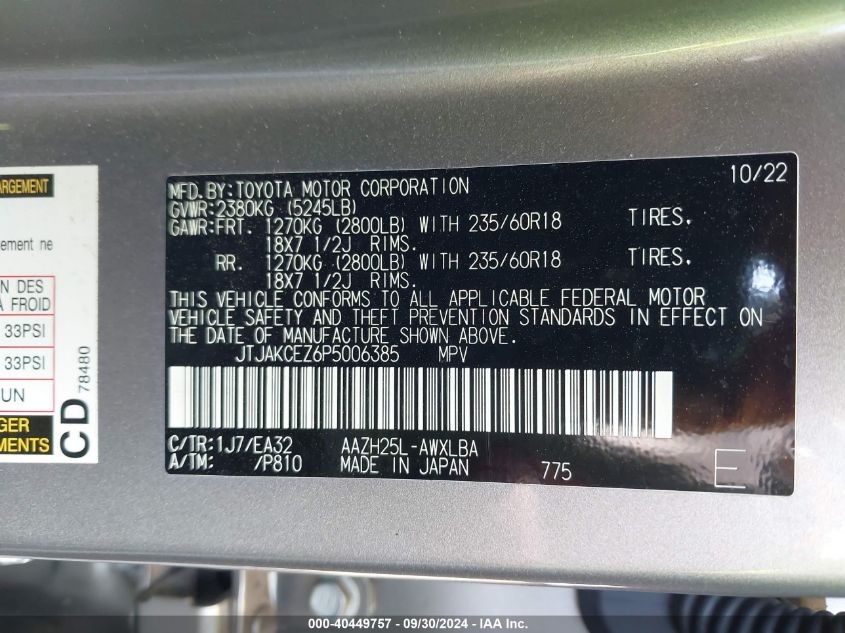 ARGEMENT
rement ne
ON DES
À FROID
33PSI
33PSI
UN
GER
EMENTS
CD
78480
10/22
MFD.BY:TOYOTA MOTOR CORPORATION
GVWR:2380KG (5245LB)
GAWR:FRT. 1270KG (2800LB) WITH 235/60R18 TIRES.
18X7 1/2J RIMS.
RR. 1270KG (2800LB) WITH 235/60R18 TIRES.
18X7 1/2J RIMS.
THIS VEHICLE CONFORMS TO ALL APPLICABLE FEDERAL MOTOR
VEHICLE SAFETY AND THEFT PREVENTION STANDARDS IN EFFECT ON
THE DATE OF MANUFACTURE SHOWN ABOVE.
JTJAKCEZ6P5006385 MPV
C/TR:1J7/EA32 AAZH25L-AWXLBA
A/TM: /P810 MADE IN JAPAN 775
E
000-40449757 - 09/30/2024 - IAA Inc.